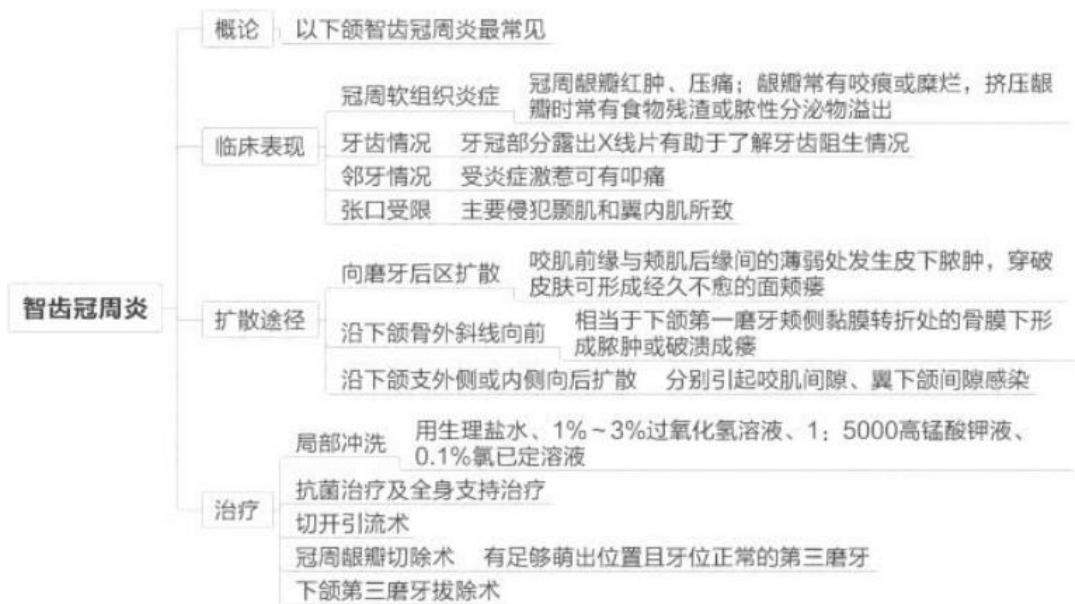 概论 以下颌智齿冠周炎最常见
冠周软组织炎症 冠周龈瓣红肿、压痛；龈瓣常有咬痕或糜烂，挤压龈
瓣时常有食物残渣或脓性分泌物溢出
临床表现
牙齿情况 牙冠部分露出X线片有助于了解牙齿阻生情况
邻牙情况 受炎症激惹可有叩痛
张口受限 主要侵犯颞肌和翼内肌所致
智齿冠周炎
扩散途径
向磨牙后区扩散 咬肌前缘与颊肌后缘间的薄弱处发生皮下脓肿，穿破
皮肤可形成经久不愈的面颊瘘
沿下颌骨外斜线向前 相当于下颌第一磨牙颊侧黏膜转折处的骨膜下形
成脓肿或破溃成瘘
沿下颌支外侧或内侧向后扩散 分别引起咬肌间隙、翼下颌间隙感染
治疗
局部冲洗 用生理盐水、1%～3%过氧化氢溶液、1：5000高锰酸钾液、
0.1%氯已定溶液
抗菌治疗及全身支持治疗
切开引流术
冠周龈瓣切除术 有足够萌出位置且牙位正常的第三磨牙
下颌第三磨牙拔除术